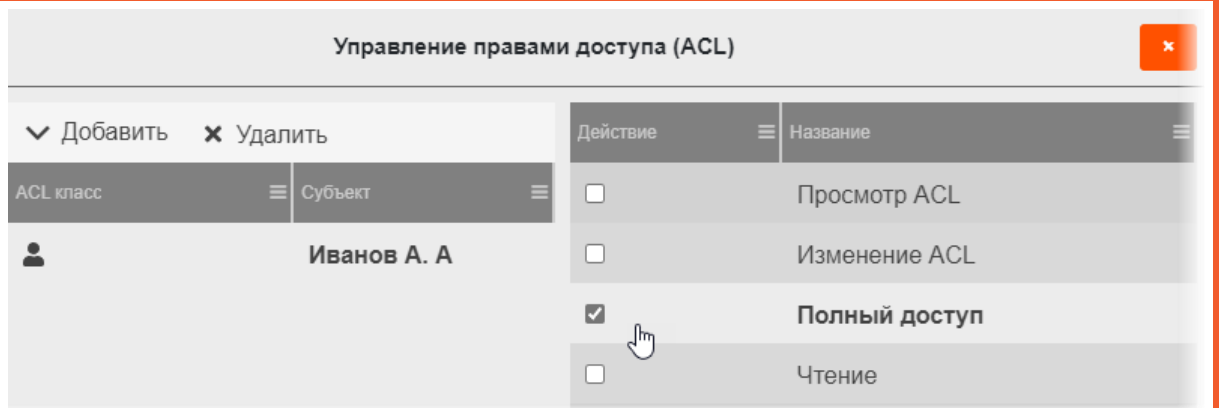 Управление правами доступа (ACL)
Добавить Удалить
ACL класс Субъект
Иванов А. А
Действие Название
Просмотр ACL
Изменение ACL
Полный доступ
Чтение